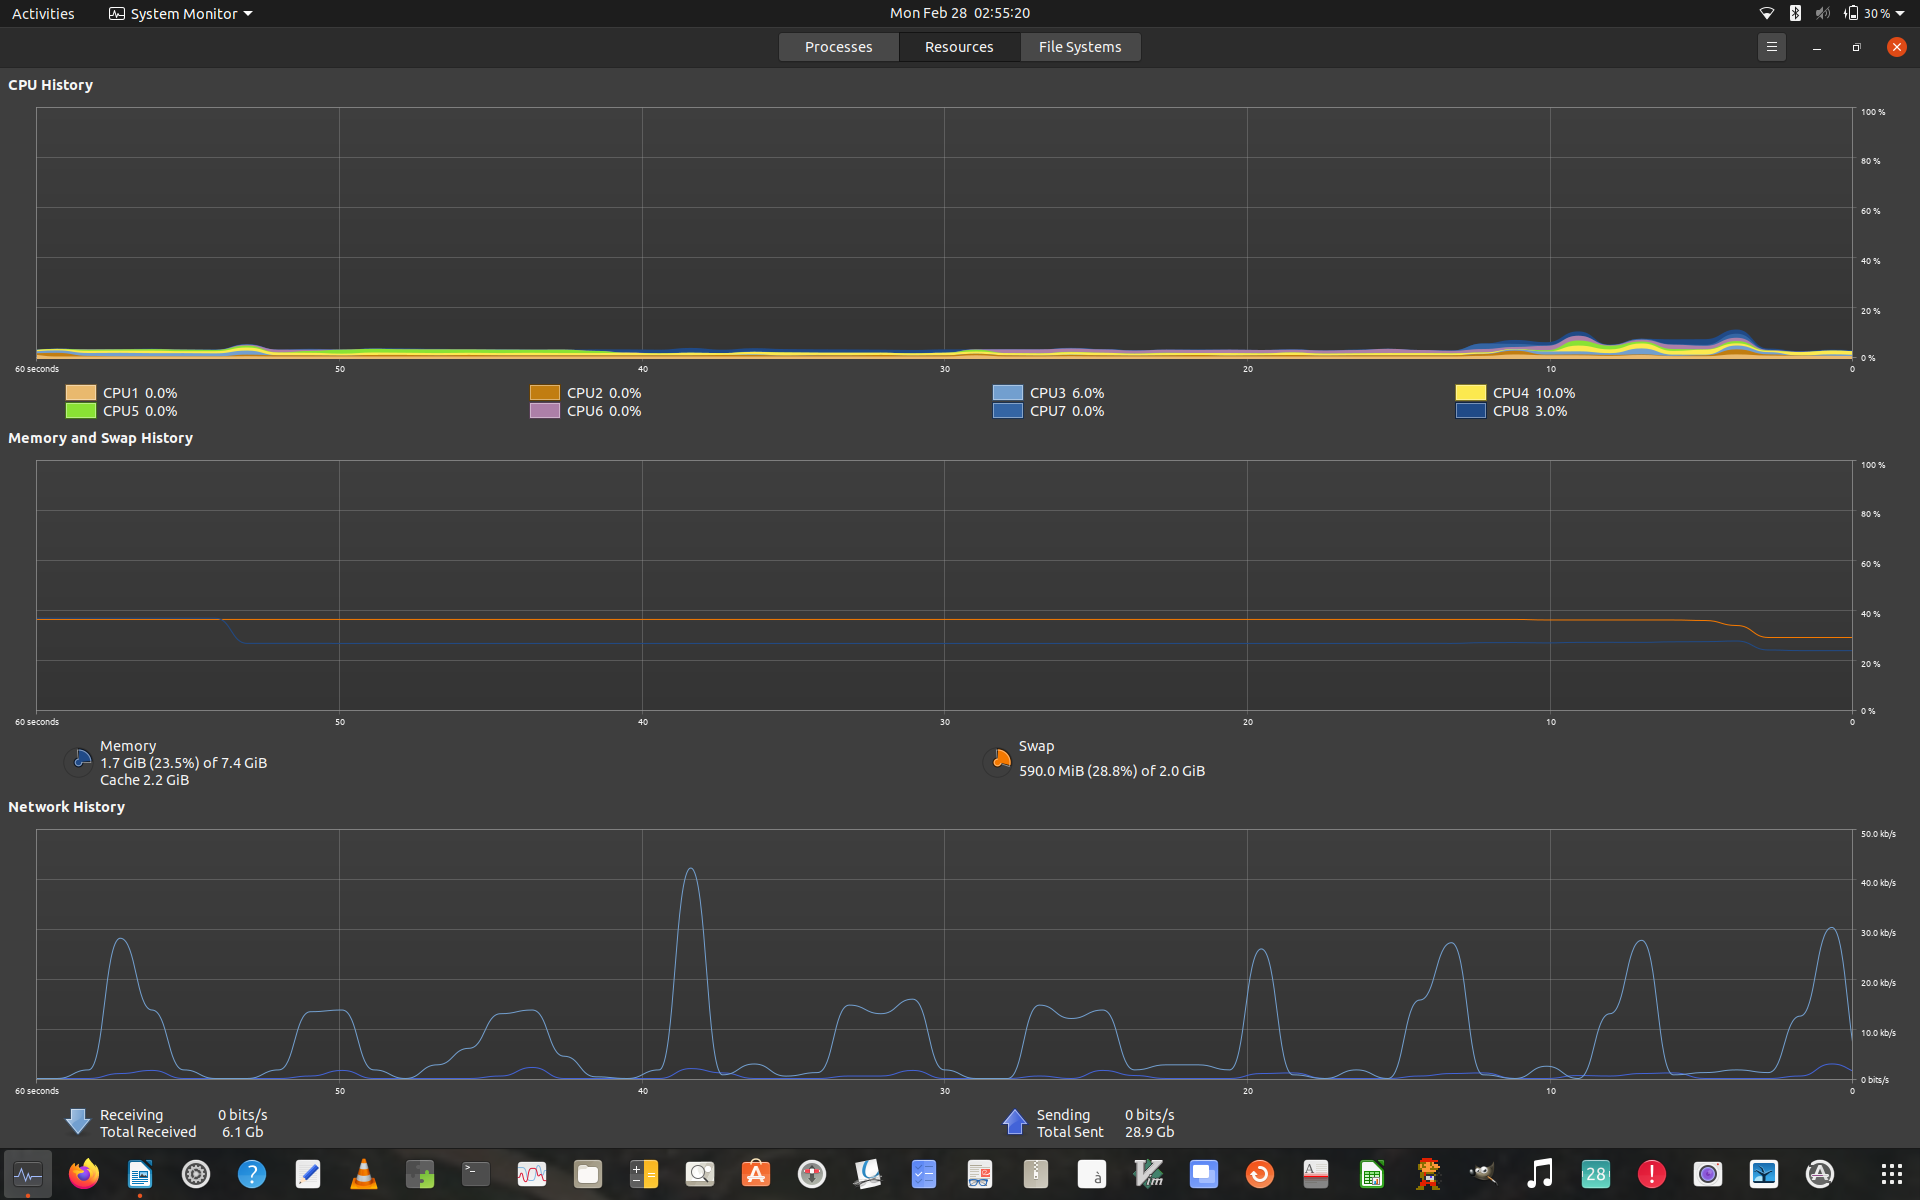 Activities System Monitor Mon Feb 28 02:55:20 30 %
Processes Resources File Systems
CPU History
100 %
80 %
60 %
40 %
20 %
0 %
60 seconds 50 40 30 20 10 0
CPU1 0.0% CPU2 0.0% CPU3 6.0% CPU4 10.0%
CPU5 0.0% CPU6 0.0% CPU7 0.0% CPU8 3.0%
Memory and Swap History
100 %
80 %
60 %
40 %
20 %
0 %
60 seconds 50 40 30 20 10 0
Memory
1.7 GiB (23.5%) of 7.4 GiB
Cache 2.2 GiB
Swap
590.0 MiB (28.8%) of 2.0 GiB
Network History
50.0 kb/s
40.0 kb/s
30.0 kb/s
20.0 kb/s
10.0 kb/s
0 bits/s
60 seconds 50 40 30 20 10 0
Receiving 0 bits/s
Total Received 6.1 Gb
Sending 0 bits/s
Total Sent 28.9 Gb
? >_ à Vim A 28 !